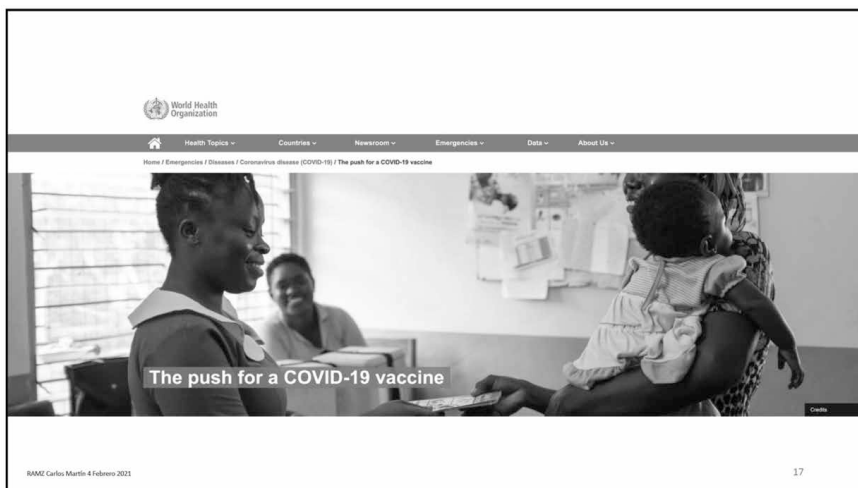 World Health
Organization
Health Topics Countries Newsroom Emergencies Data About Us
Home / Emergencies / Diseases / Coronavirus disease (COVID-19) / The push for a COVID-19 vaccine
The push for a COVID-19 vaccine
Credits
RAMZ Carlos Martín 4 Febrero 2021
17